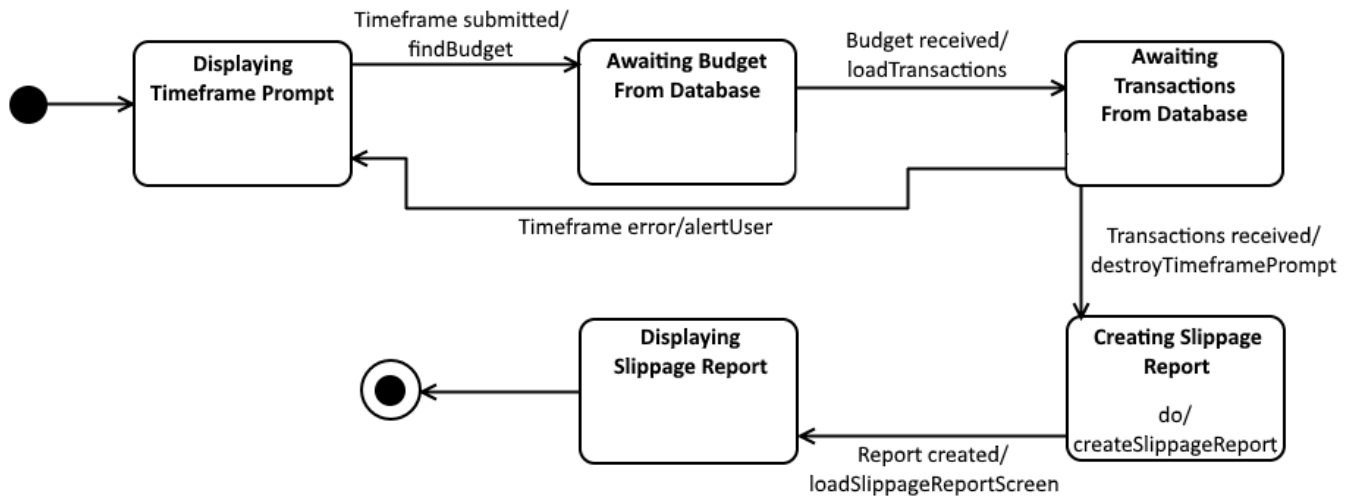 Timeframe submitted/
findBudget
Displaying
Timeframe Prompt
Awaiting Budget
From Database
Budget received/
loadTransactions
Awaiting
Transactions
From Database
Timeframe error/alertUser
Transactions received/
destroyTimeframePrompt
Creating Slippage
Report
do/
createSlippageReport
Report created/
loadSlippageReportScreen
Displaying
Slippage Report